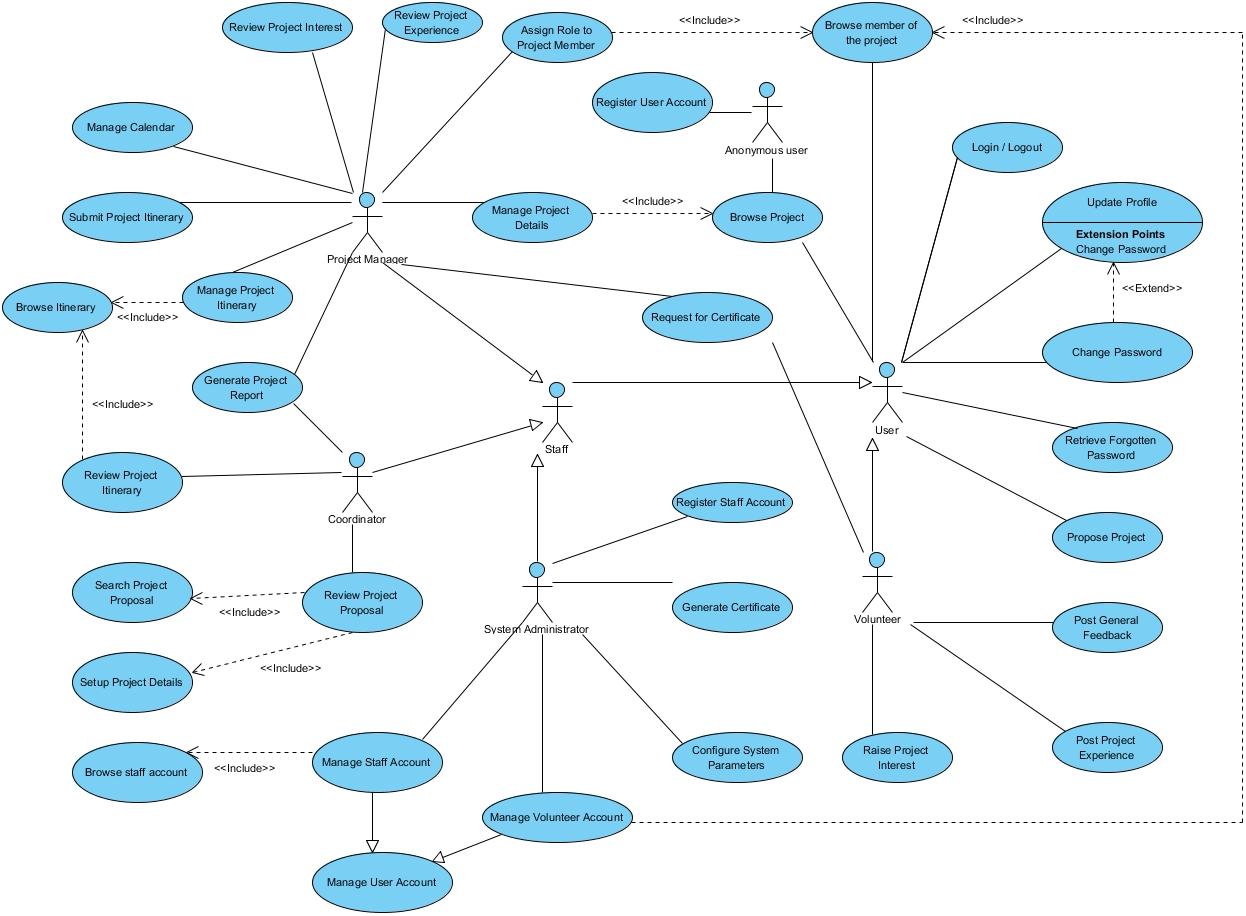 Review Project Interest
Review Project
Experience
Assign Role to
Project Member
<<Include>>
Browse member of
the project
<<Include>>
Register User Account
Anonymous user
Manage Calendar
Login / Logout
Submit Project Itinerary
Project Manager
Manage Project
Details
<<Include>>
Browse Project
Update Profile
Extension Points
Change Password
<<Extend>>
Browse Itinerary
<<Include>>
Manage Project
Itinerary
Request for Certificate
Change Password
Generate Project
Report
<<Include>>
Staff
User
Retrieve Forgotten
Password
Review Project
Itinerary
Coordinator
Register Staff Account
Propose Project
Search Project
Proposal
<<Include>>
Review Project
Proposal
System Administrator
Generate Certificate
Volunteer
Post General
Feedback
Setup Project Details
<<Include>>
Browse staff account
<<Include>>
Manage Staff Account
Configure System
Parameters
Raise Project
Interest
Post Project
Experience
Manage Volunteer Account
Manage User Account